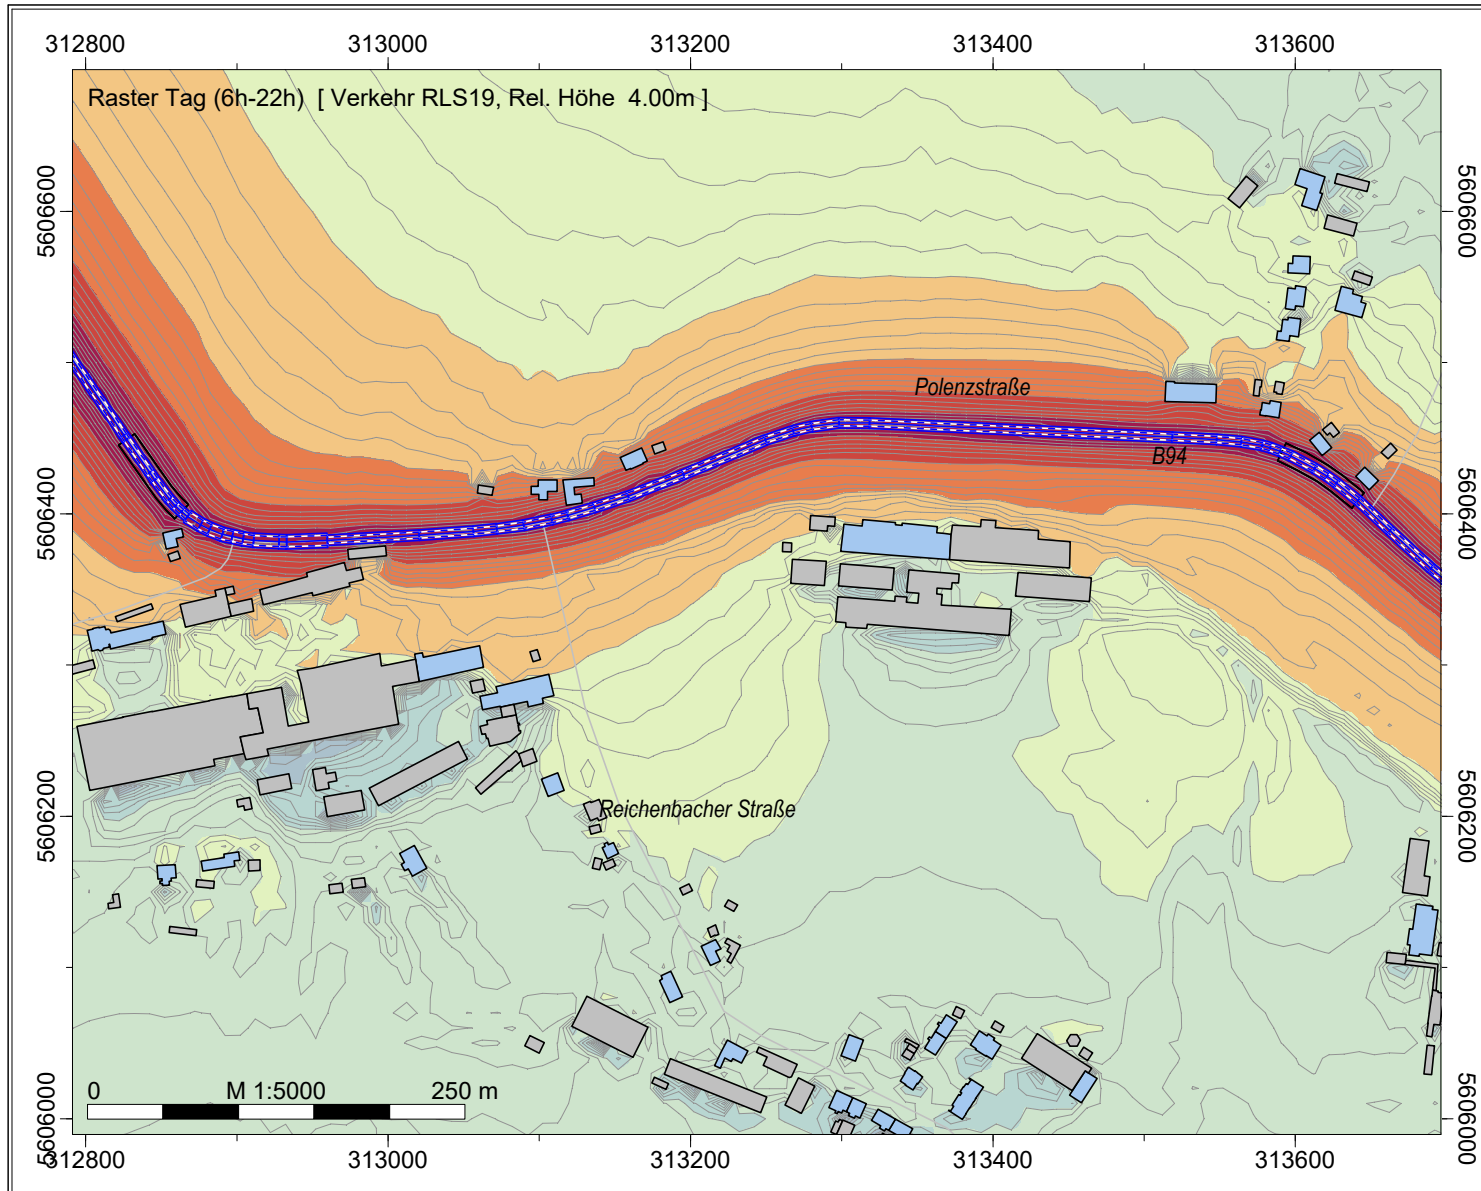 312800 313000 313200 313400 313600
Raster Tag (6h-22h) [ Verkehr RLS19, Rel. Höhe 4.00m ]
5606600 5606600
Polenzstraße
B94
5606400 5606400
Reichenbacher Straße
5606200 5606200
0 M 1:5000 250 m
5606000 5606000
312800 313000 313200 313400 313600